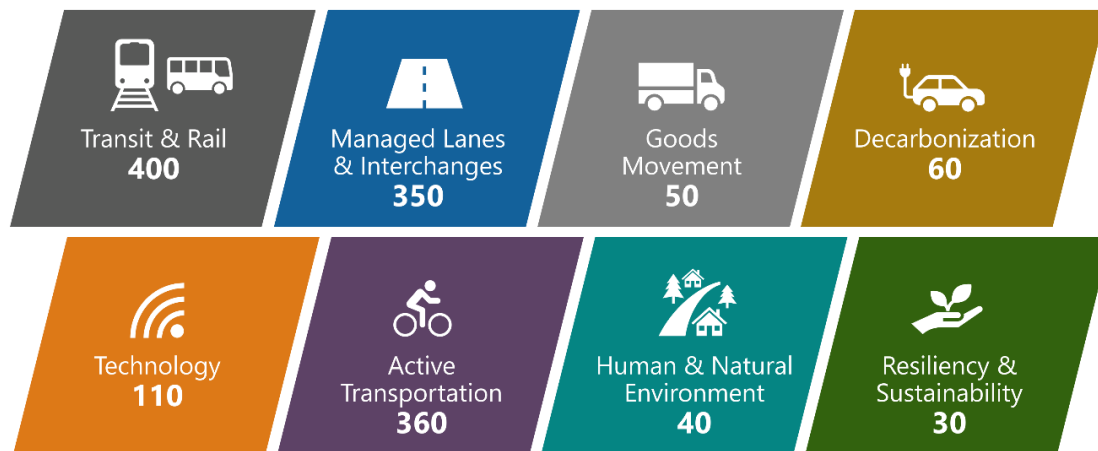 Transit & Rail
400
Managed Lanes
& Interchanges
350
Goods
Movement
50
Decarbonization
60
Technology
110
Active
Transportation
360
Human & Natural
Environment
40
Resiliency &
Sustainability
30